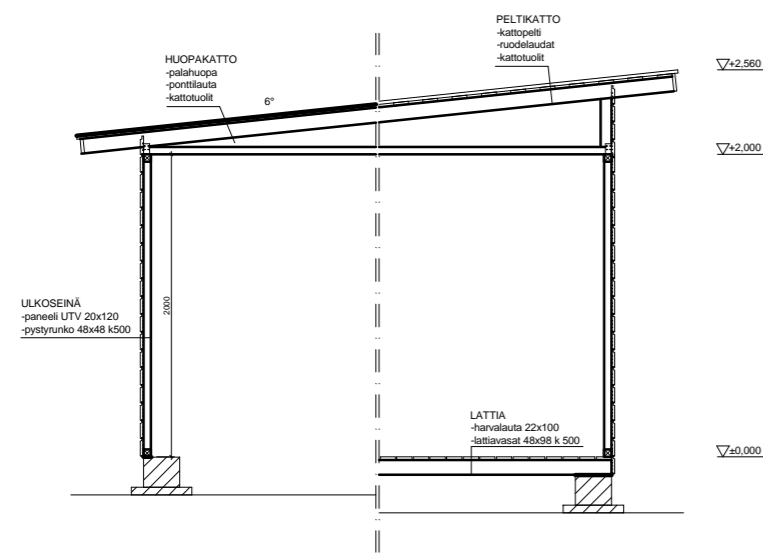 PELTIKATTO
-kattopelti
-ruodelaudat
-kattotuolit
HUOPAKATTO
-palahuopa
-ponttilauta
-kattotuolit
6°
+2,560
+2,000
2000
ULKOSEINÄ
-paneeli UTV 20x120
-pystyrunko 48x48 k500
LATTIA
-harvalauta 22x100
-lattiavasat 48x98 k 500
±0,000